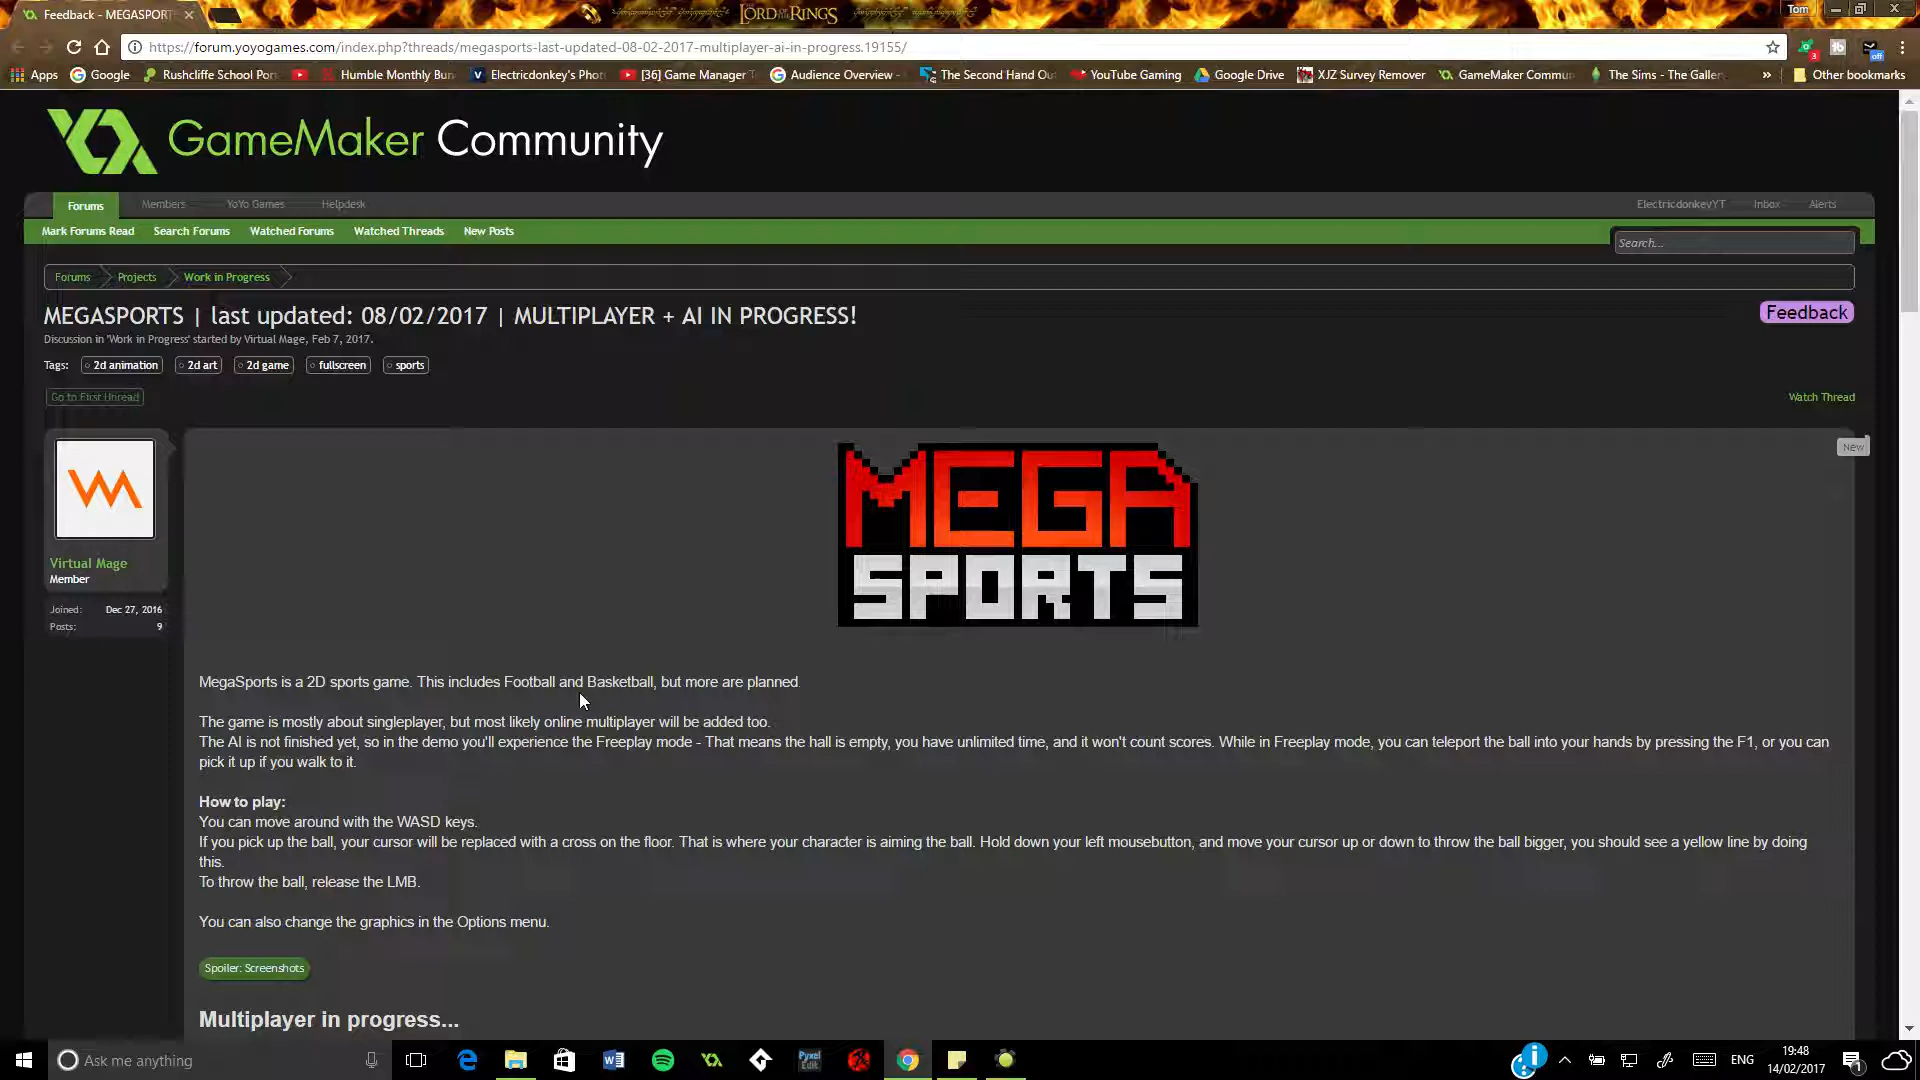 Feedback - MEGASPORT
THE LORD OF THE RINGS
Tom
https://forum.yoyogames.com/index.php?threads/megasports-last-updated-08-02-2017-multiplayer-ai-in-progress.19155/
3
off
Apps
Google
Rushcliffe School Por
Humble Monthly Bun
Electricdonkey's Phot
[36] Game Manager
Audience Overview -
The Second Hand Ou
YouTube Gaming
Google Drive
XJZ Survey Remover
GameMaker Commun
The Sims - The Galler
»
Other bookmarks
GameMaker Community
Forums
Members
YoYo Games
Helpdesk
ElectricdonkeyYT
Inbox
Alerts
Mark Forums Read
Search Forums
Watched Forums
Watched Threads
New Posts
Search...
Forums
Projects
Work in Progress
MEGASPORTS | last updated: 08/02/2017 | MULTIPLAYER + AI IN PROGRESS!
Feedback
Discussion in 'Work in Progress' started by Virtual Mage, Feb 7, 2017.
Tags:
2d animation
2d art
2d game
fullscreen
sports
Go to First Unread
Watch Thread
New
MEGA
SPORTS
Virtual Mage
Member
Joined: Dec 27, 2016
Posts: 9
MegaSports is a 2D sports game. This includes Football and Basketball, but more are planned.
The game is mostly about singleplayer, but most likely online multiplayer will be added too.
The AI is not finished yet, so in the demo you'll experience the Freeplay mode - That means the hall is empty, you have unlimited time, and it won't count scores. While in Freeplay mode, you can teleport the ball into your hands by pressing the F1, or you can
pick it up if you walk to it.
How to play:
You can move around with the WASD keys.
If you pick up the ball, your cursor will be replaced with a cross on the floor. That is where your character is aiming the ball. Hold down your left mousebutton, and move your cursor up or down to throw the ball bigger, you should see a yellow line by doing
this.
To throw the ball, release the LMB.
You can also change the graphics in the Options menu.
Spoiler: Screenshots
Multiplayer in progress...
Ask me anything
Pyxel
Edit
ENG
19:48
14/02/2017
1